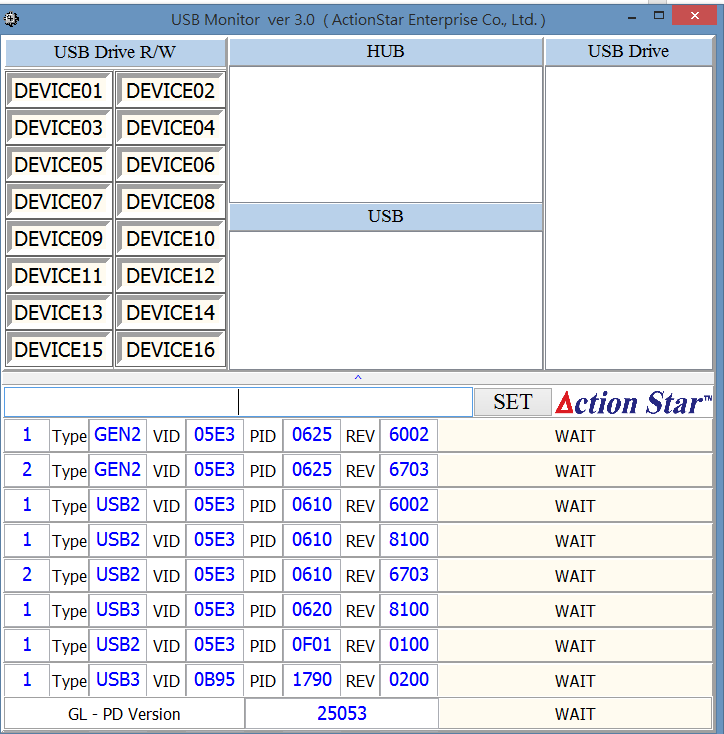 USB Monitor ver 3.0 ( ActionStar Enterprise Co., Ltd. )
USB Drive R/W HUB USB Drive
DEVICE01 DEVICE02
DEVICE03 DEVICE04
DEVICE05 DEVICE06
DEVICE07 DEVICE08
USB
DEVICE09 DEVICE10
DEVICE11 DEVICE12
DEVICE13 DEVICE14
DEVICE15 DEVICE16
SET Action Star™
1 Type GEN2 VID 05E3 PID 0625 REV 6002 WAIT
2 Type GEN2 VID 05E3 PID 0625 REV 6703 WAIT
1 Type USB2 VID 05E3 PID 0610 REV 6002 WAIT
1 Type USB2 VID 05E3 PID 0610 REV 8100 WAIT
2 Type USB2 VID 05E3 PID 0610 REV 6703 WAIT
1 Type USB3 VID 05E3 PID 0620 REV 8100 WAIT
1 Type USB2 VID 05E3 PID 0F01 REV 0100 WAIT
1 Type USB3 VID 0B95 PID 1790 REV 0200 WAIT
GL - PD Version 25053 WAIT